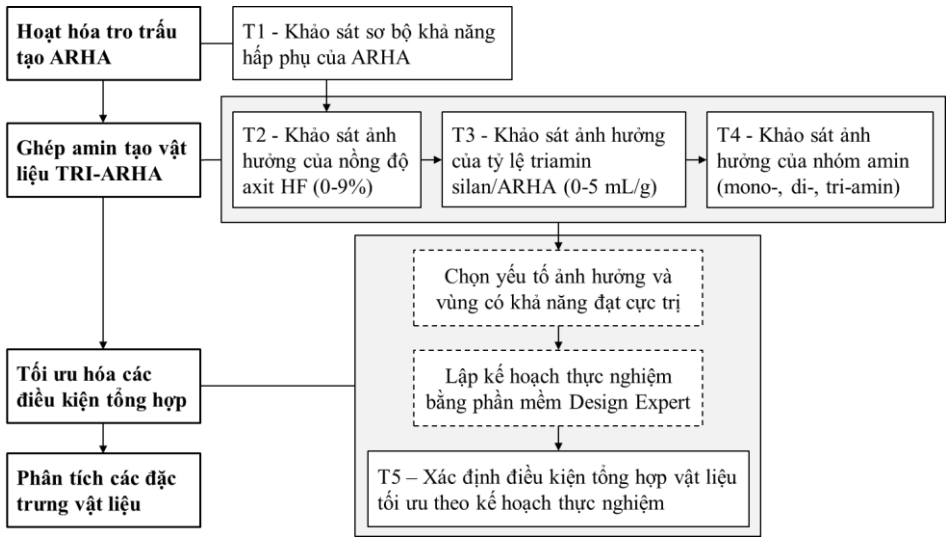 Hoạt hóa tro trấu
tạo ARHA
T1 - Khảo sát sơ bộ khả năng
hấp phụ của ARHA
Ghép amin tạo vật
liệu TRI-ARHA
T2 - Khảo sát ảnh
hưởng của nồng độ
axit HF (0-9%)
T3 - Khảo sát ảnh hưởng
của tỷ lệ triamin
silan/ARHA (0-5 mL/g)
T4 - Khảo sát ảnh
hưởng của nhóm amin
(mono-, di-, tri-amin)
Chọn yếu tố ảnh hưởng và
vùng có khả năng đạt cực trị
Tối ưu hóa các
điều kiện tổng hợp
Lập kế hoạch thực nghiệm
bằng phần mềm Design Expert
Phân tích các đặc
trưng vật liệu
T5 – Xác định điều kiện tổng hợp vật liệu
tối ưu theo kế hoạch thực nghiệm